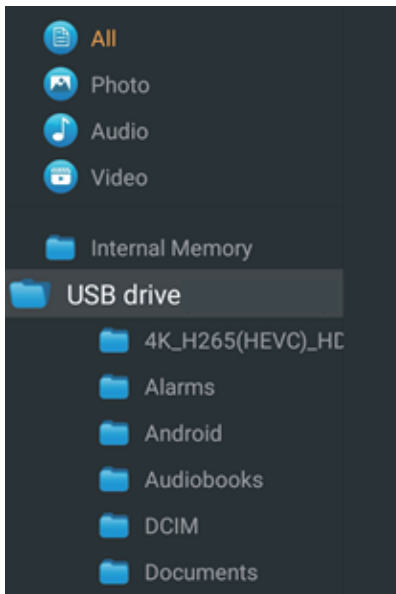 All
Photo
Audio
Video
Internal Memory
USB drive
4K_H265(HEVC)_HD
Alarms
Android
Audiobooks
DCIM
Documents